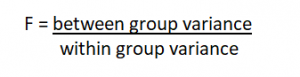 F = between group variance
within group variance